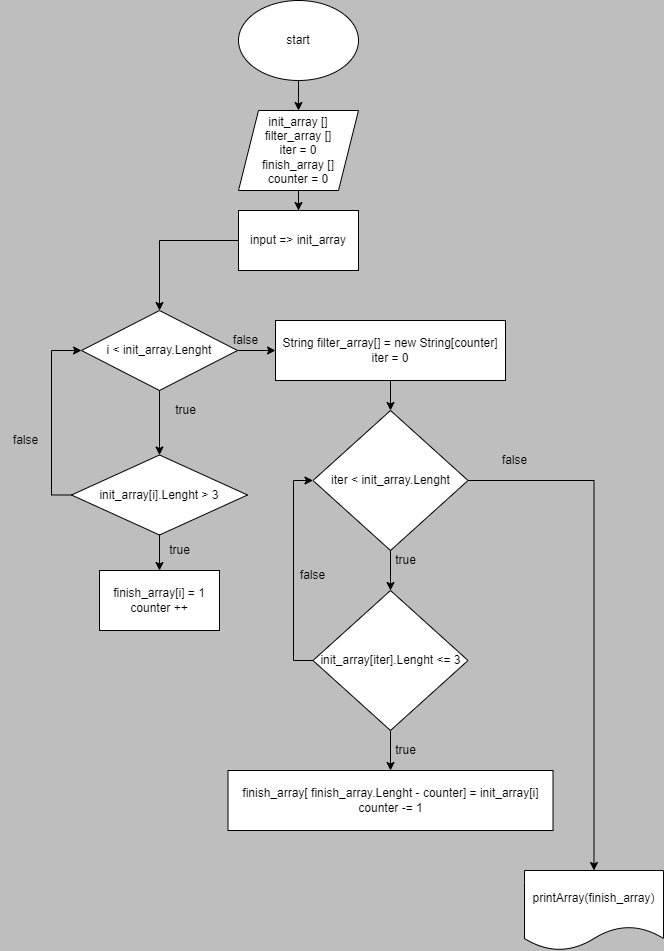 start
init_array []
filter_array []
iter = 0
finish_array []
counter = 0
input => init_array
i < init_array.Lenght
false
String filter_array[] = new String[counter]
iter = 0
true
false
init_array[i].Lenght > 3
true
finish_array[i] = 1
counter ++
iter < init_array.Lenght
false
true
false
init_array[iter].Lenght <= 3
true
finish_array[ finish_array.Lenght - counter] = init_array[i]
counter -= 1
printArray(finish_array)